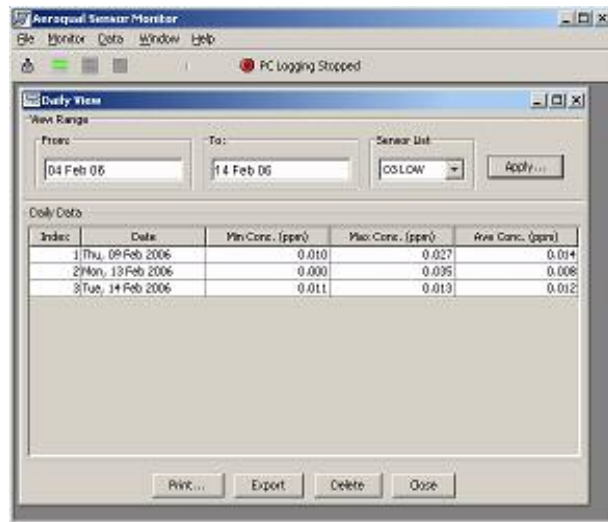 Aeroqual Sensor Monitor
File Monitor Data Window Help
PC Logging Stopped
Daily View
View Range
From: To: Sensor List
04 Feb 06 14 Feb 06 O3LOW Apply...
Daily Data
Index Date Min Conc. (ppm) Max Conc. (ppm) Ave Conc. (ppm)
1 Thu, 09 Feb 2006 0.010 0.027 0.014
2 Mon, 13 Feb 2006 0.000 0.035 0.008
3 Tue, 14 Feb 2006 0.011 0.013 0.012
Print... Export Delete Close